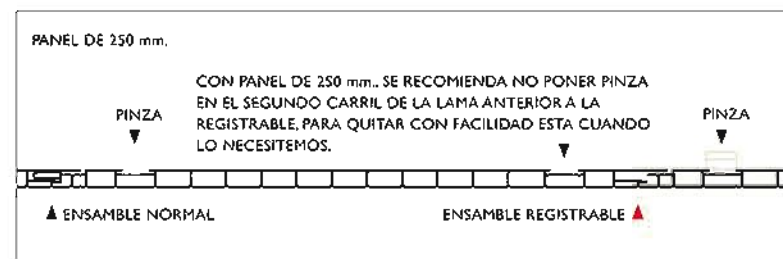 PANEL DE 250 mm.
CON PANEL DE 250 mm.. SE RECOMIENDA NO PONER PINZA
EN EL SEGUNDO CARRIL DE LA LAMA ANTERIOR A LA
REGISTRABLE, PARA QUITAR CON FACILIDAD ESTA CUANDO
LO NECESITEMOS.
PINZA
PINZA
ENSAMBLE NORMAL
ENSAMBLE REGISTRABLE